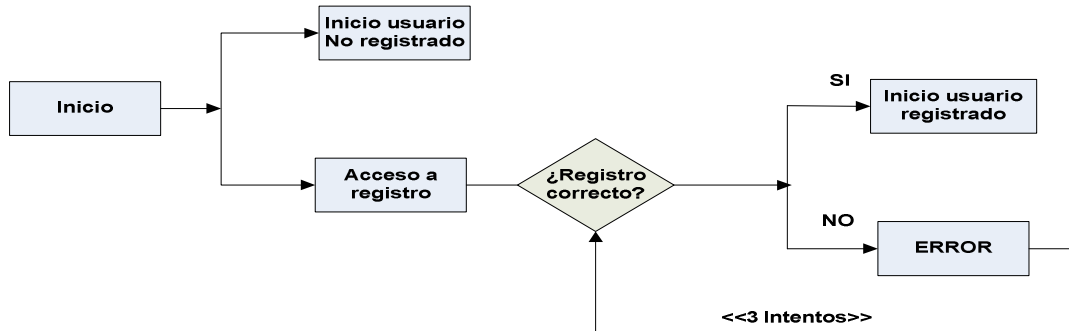 Inicio usuario
No registrado
Inicio
Acceso a
registro
¿Registro
correcto?
SI
Inicio usuario
registrado
NO
ERROR
<<3 Intentos>>